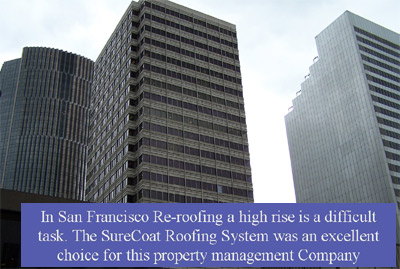 In San Francisco Re-roofing a high rise is a difficult
task. The SureCoat Roofing System was an excellent
choice for this property management Company